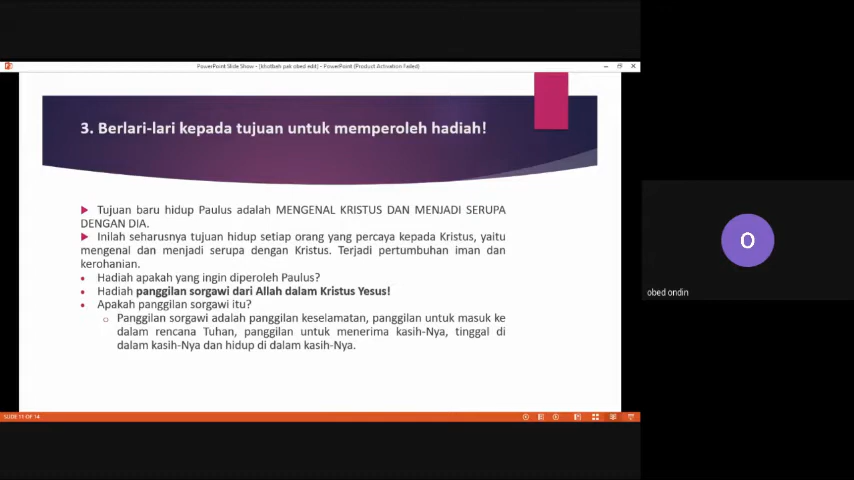 PowerPoint Slide Show - [khotbah pak obed edit] - PowerPoint (Product Activation Failed)
3. Berlari-lari kepada tujuan untuk memperoleh hadiah!
Tujuan baru hidup Paulus adalah MENGENAL KRISTUS DAN MENJADI SERUPA
DENGAN DIA.
Inilah seharusnya tujuan hidup setiap orang yang percaya kepada Kristus, yaitu
mengenal dan menjadi serupa dengan Kristus. Terjadi pertumbuhan iman dan
kerohanian.
Hadiah apakah yang ingin diperoleh Paulus?
Hadiah panggilan sorgawi dari Allah dalam Kristus Yesus!
Apakah panggilan sorgawi itu?
Panggilan sorgawi adalah panggilan keselamatan, panggilan untuk masuk ke
dalam rencana Tuhan, panggilan untuk menerima kasih-Nya, tinggal di
dalam kasih-Nya dan hidup di dalam kasih-Nya.
SLIDE 11 OF 14
O
obed ondin